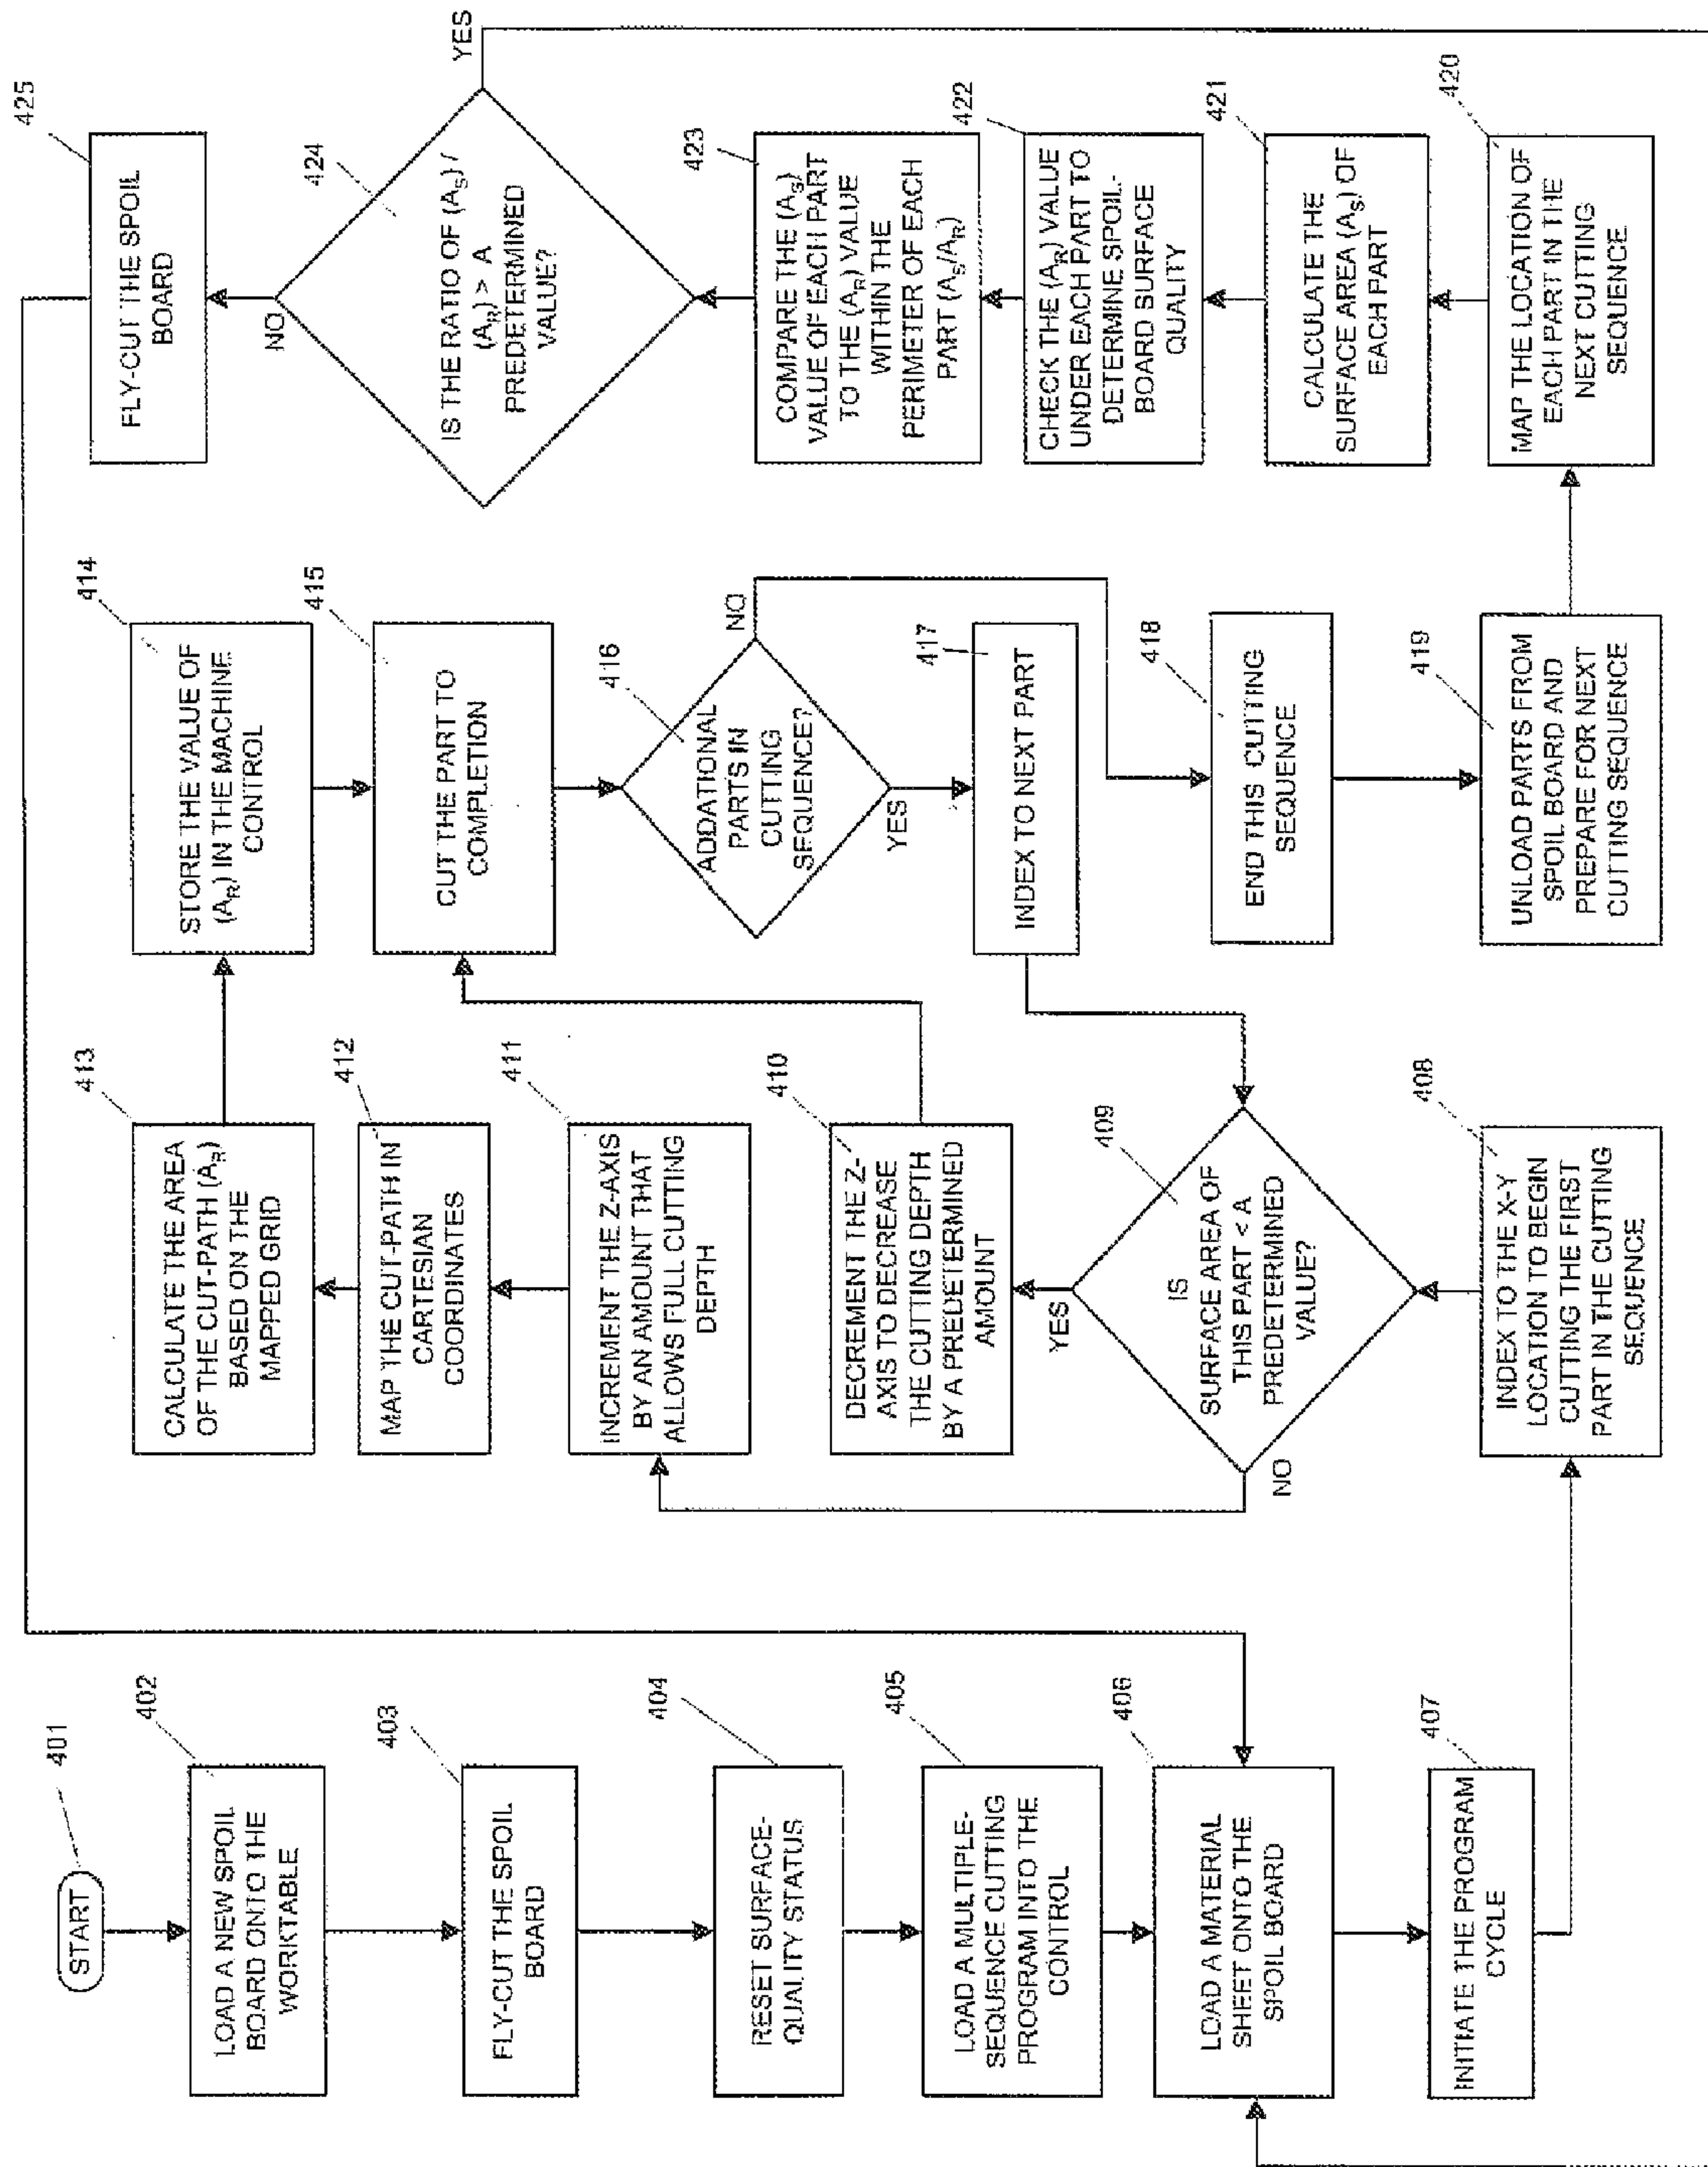 START
401
LOAD A NEW SPOIL
BOARD ONTO THE
WORKTABLE
402
FLY-CUT THE SPOIL
BOARD
403
RESET SURFACE-
QUALITY STATUS
404
LOAD A MULTIPLE-
SEQUENCE CUTTING
PROGRAM INTO THE
CONTROL
405
LOAD A MATERIAL
SHEET ONTO THE
SPOIL BOARD
406
INITIATE THE PROGRAM
CYCLE
407
INDEX TO THE X-Y
LOCATION TO BEGIN
CUTTING THE FIRST
PART IN THE CUTTING
SEQUENCE
408
IS
SURFACE AREA OF
THIS PART < A
PREDETERMINED
VALUE?
409
NO
YES
DECREMENT THE Z-
AXIS TO DECREASE
THE CUTTING DEPTH
BY A PREDETERMINED
AMOUNT
410
INCREMENT THE Z-AXIS
BY AN AMOUNT THAT
ALLOWS FULL CUTTING
DEPTH
411
MAP THE CUT-PATH IN
CARTESIAN
COORDINATES
412
CALCULATE THE AREA
OF THE CUT-PATH (AR)
BASED ON THE
MAPPED GRID
413
STORE THE VALUE OF
(AR) IN THE MACHINE
CONTROL
414
CUT THE PART TO
COMPLETION
415
ADDATIONAL
PARTS IN
CUTTING
SEQUENCE?
416
NO
YES
INDEX TO NEXT PART
417
END THIS CUTTING
SEQUENCE
418
UNLOAD PARTS FROM
SPOIL BOARD AND
PREPARE FOR NEXT
CUTTING SEQUENCE
419
MAP THE LOCATION OF
EACH PART IN THE
NEXT CUTTING
SEQUENCE
420
CALCULATE THE
SURFACE AREA (AS) OF
EACH PART
421
CHECK THE (AR) VALUE
UNDER EACH PART TO
DETERMINE SPOIL-
BOARD SURFACE
QUALITY
422
COMPARE THE (AS)
VALUE OF EACH PART
TO THE (AR) VALUE
WITHIN THE
PERIMETER OF EACH
PART (AS/AR)
423
IS THE RATIO OF (AS) /
(AR) > A
PREDETERMINED
VALUE?
424
NO
YES
FLY-CUT THE SPOIL
BOARD
425